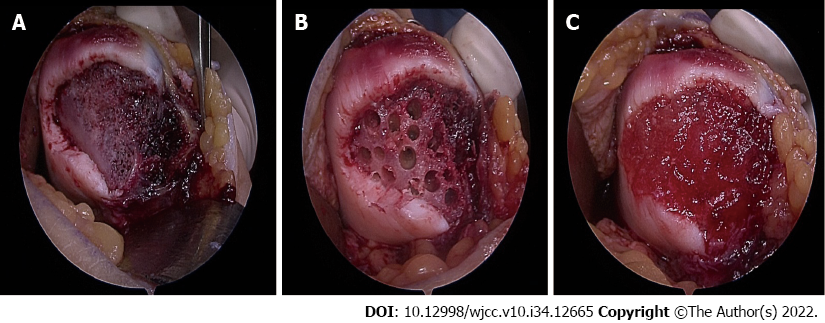 A
B
C
DOI: 10.12998/wjcc.v10.i34.12665 Copyright ©The Author(s) 2022.